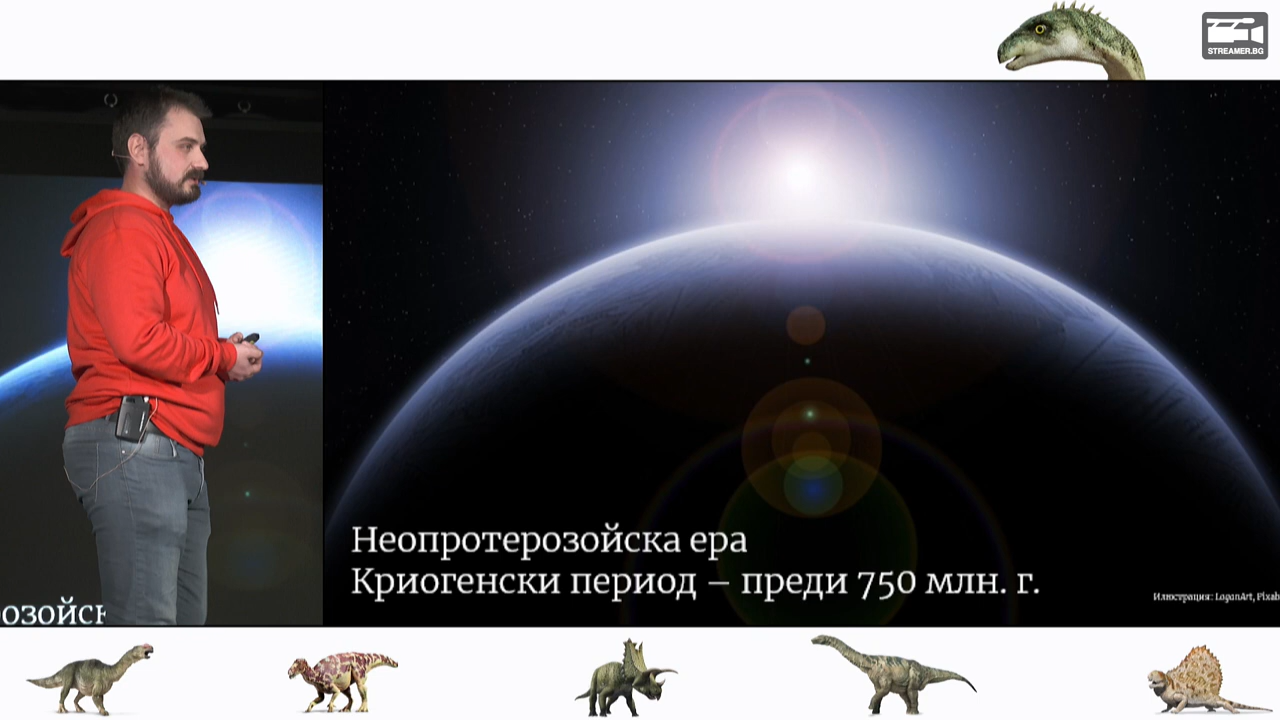 STREAMER.BG
Неопротерозойска ера
Криогенски период – преди 750 млн. г.
Илюстрация: LoganArt, Pixab
озойск